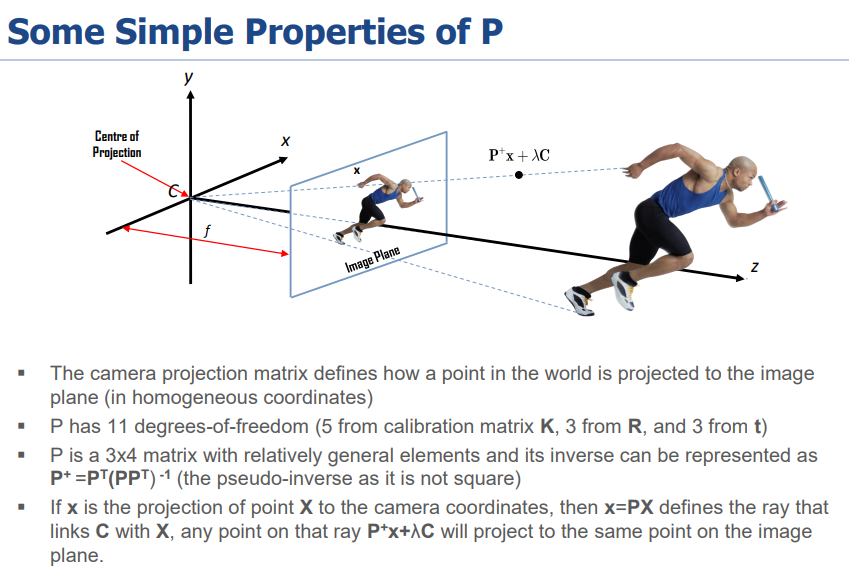 Some Simple Properties of P
y
Centre of
Projection
x
C
f
x
P⁺x + λC
Image Plane
z
▪ The camera projection matrix defines how a point in the world is projected to the image
plane (in homogeneous coordinates)
▪ P has 11 degrees-of-freedom (5 from calibration matrix K, 3 from R, and 3 from t)
▪ P is a 3x4 matrix with relatively general elements and its inverse can be represented as
P⁺ =Pᵀ(PPᵀ) ⁻¹ (the pseudo-inverse as it is not square)
▪ If x is the projection of point X to the camera coordinates, then x=PX defines the ray that
links C with X, any point on that ray P⁺x+λC will project to the same point on the image
plane.